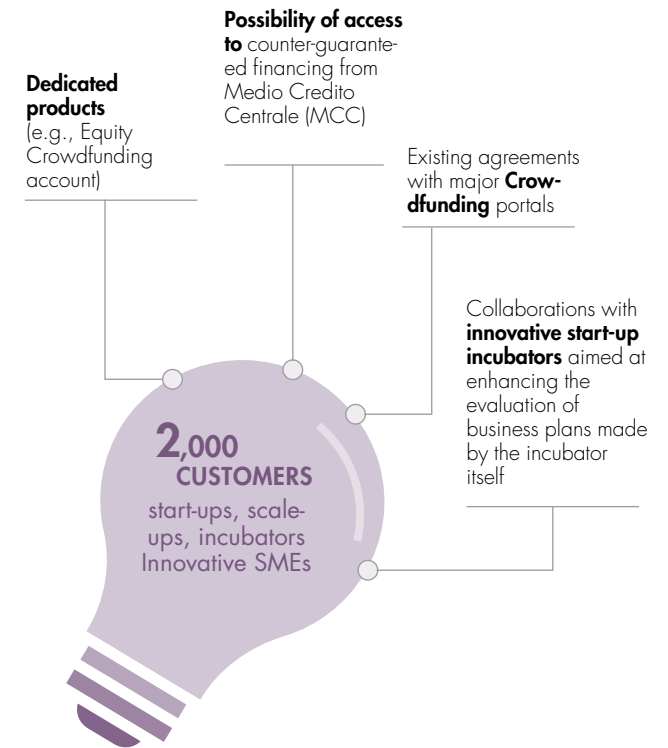 Possibility of access
to counter-guarante-
ed financing from
Medio Credito
Centrale (MCC)
Dedicated
products
(e.g., Equity
Crowdfunding
account)
Existing agreements
with major Crow-
dfunding portals
Collaborations with
innovative start-up
incubators aimed at
enhancing the
evaluation of
business plans made
by the incubator
itself
2,000
CUSTOMERS
start-ups, scale-
ups, incubators
Innovative SMEs